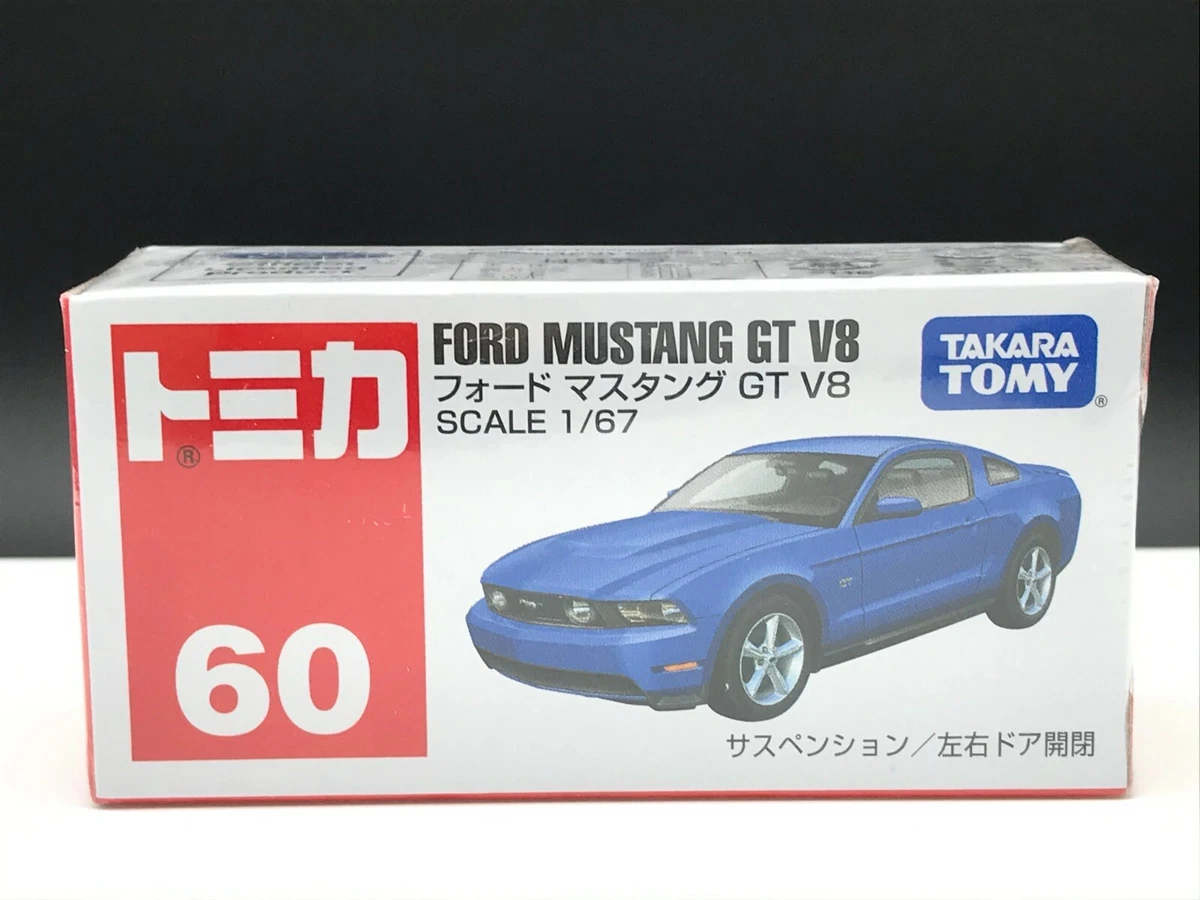 トミカ
®
60
FORD MUSTANG GT V8
フォード マスタング GT V8
SCALE 1/67
TAKARA
TOMY
®
サスペンション/左右ドア開閉